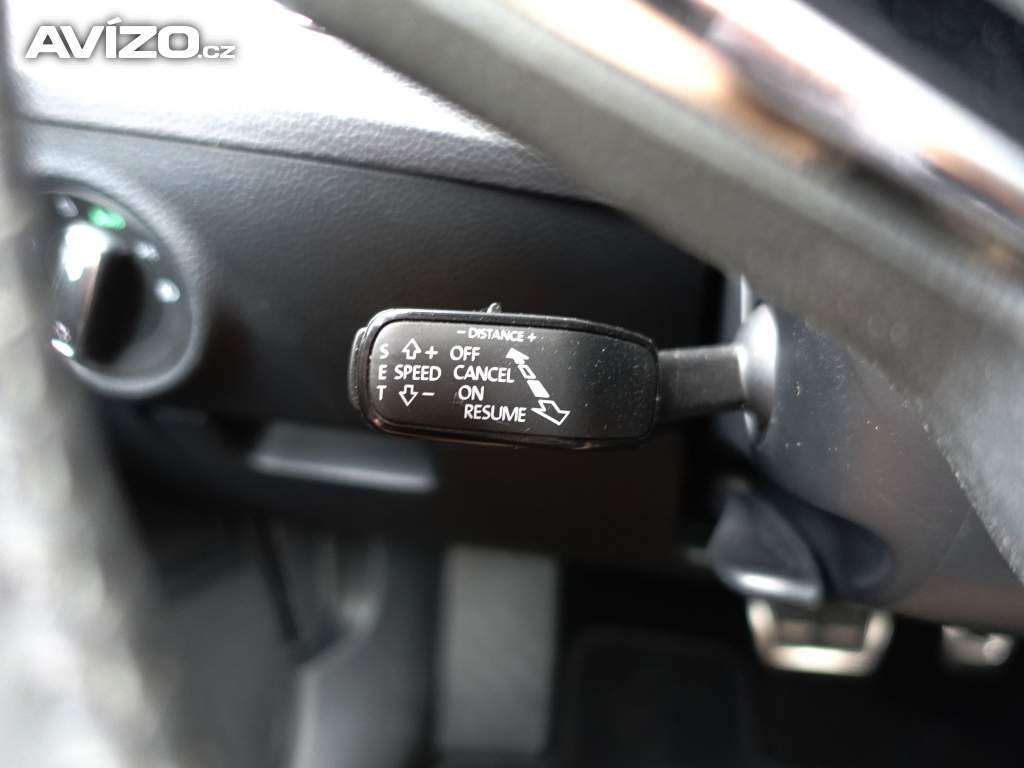 AVÍZO.cz
- DISTANCE +
S + OFF
E SPEED CANCEL
T - ON
RESUME